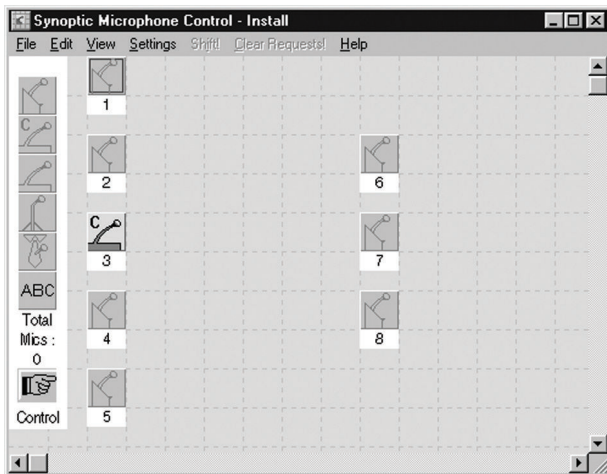 Synoptic Microphone Control - Install
File Edit View Settings Shift! Clear Requests! Help
1
C
2
6
C
3
7
ABC
Total
Mics :
0
4
8
Control
5